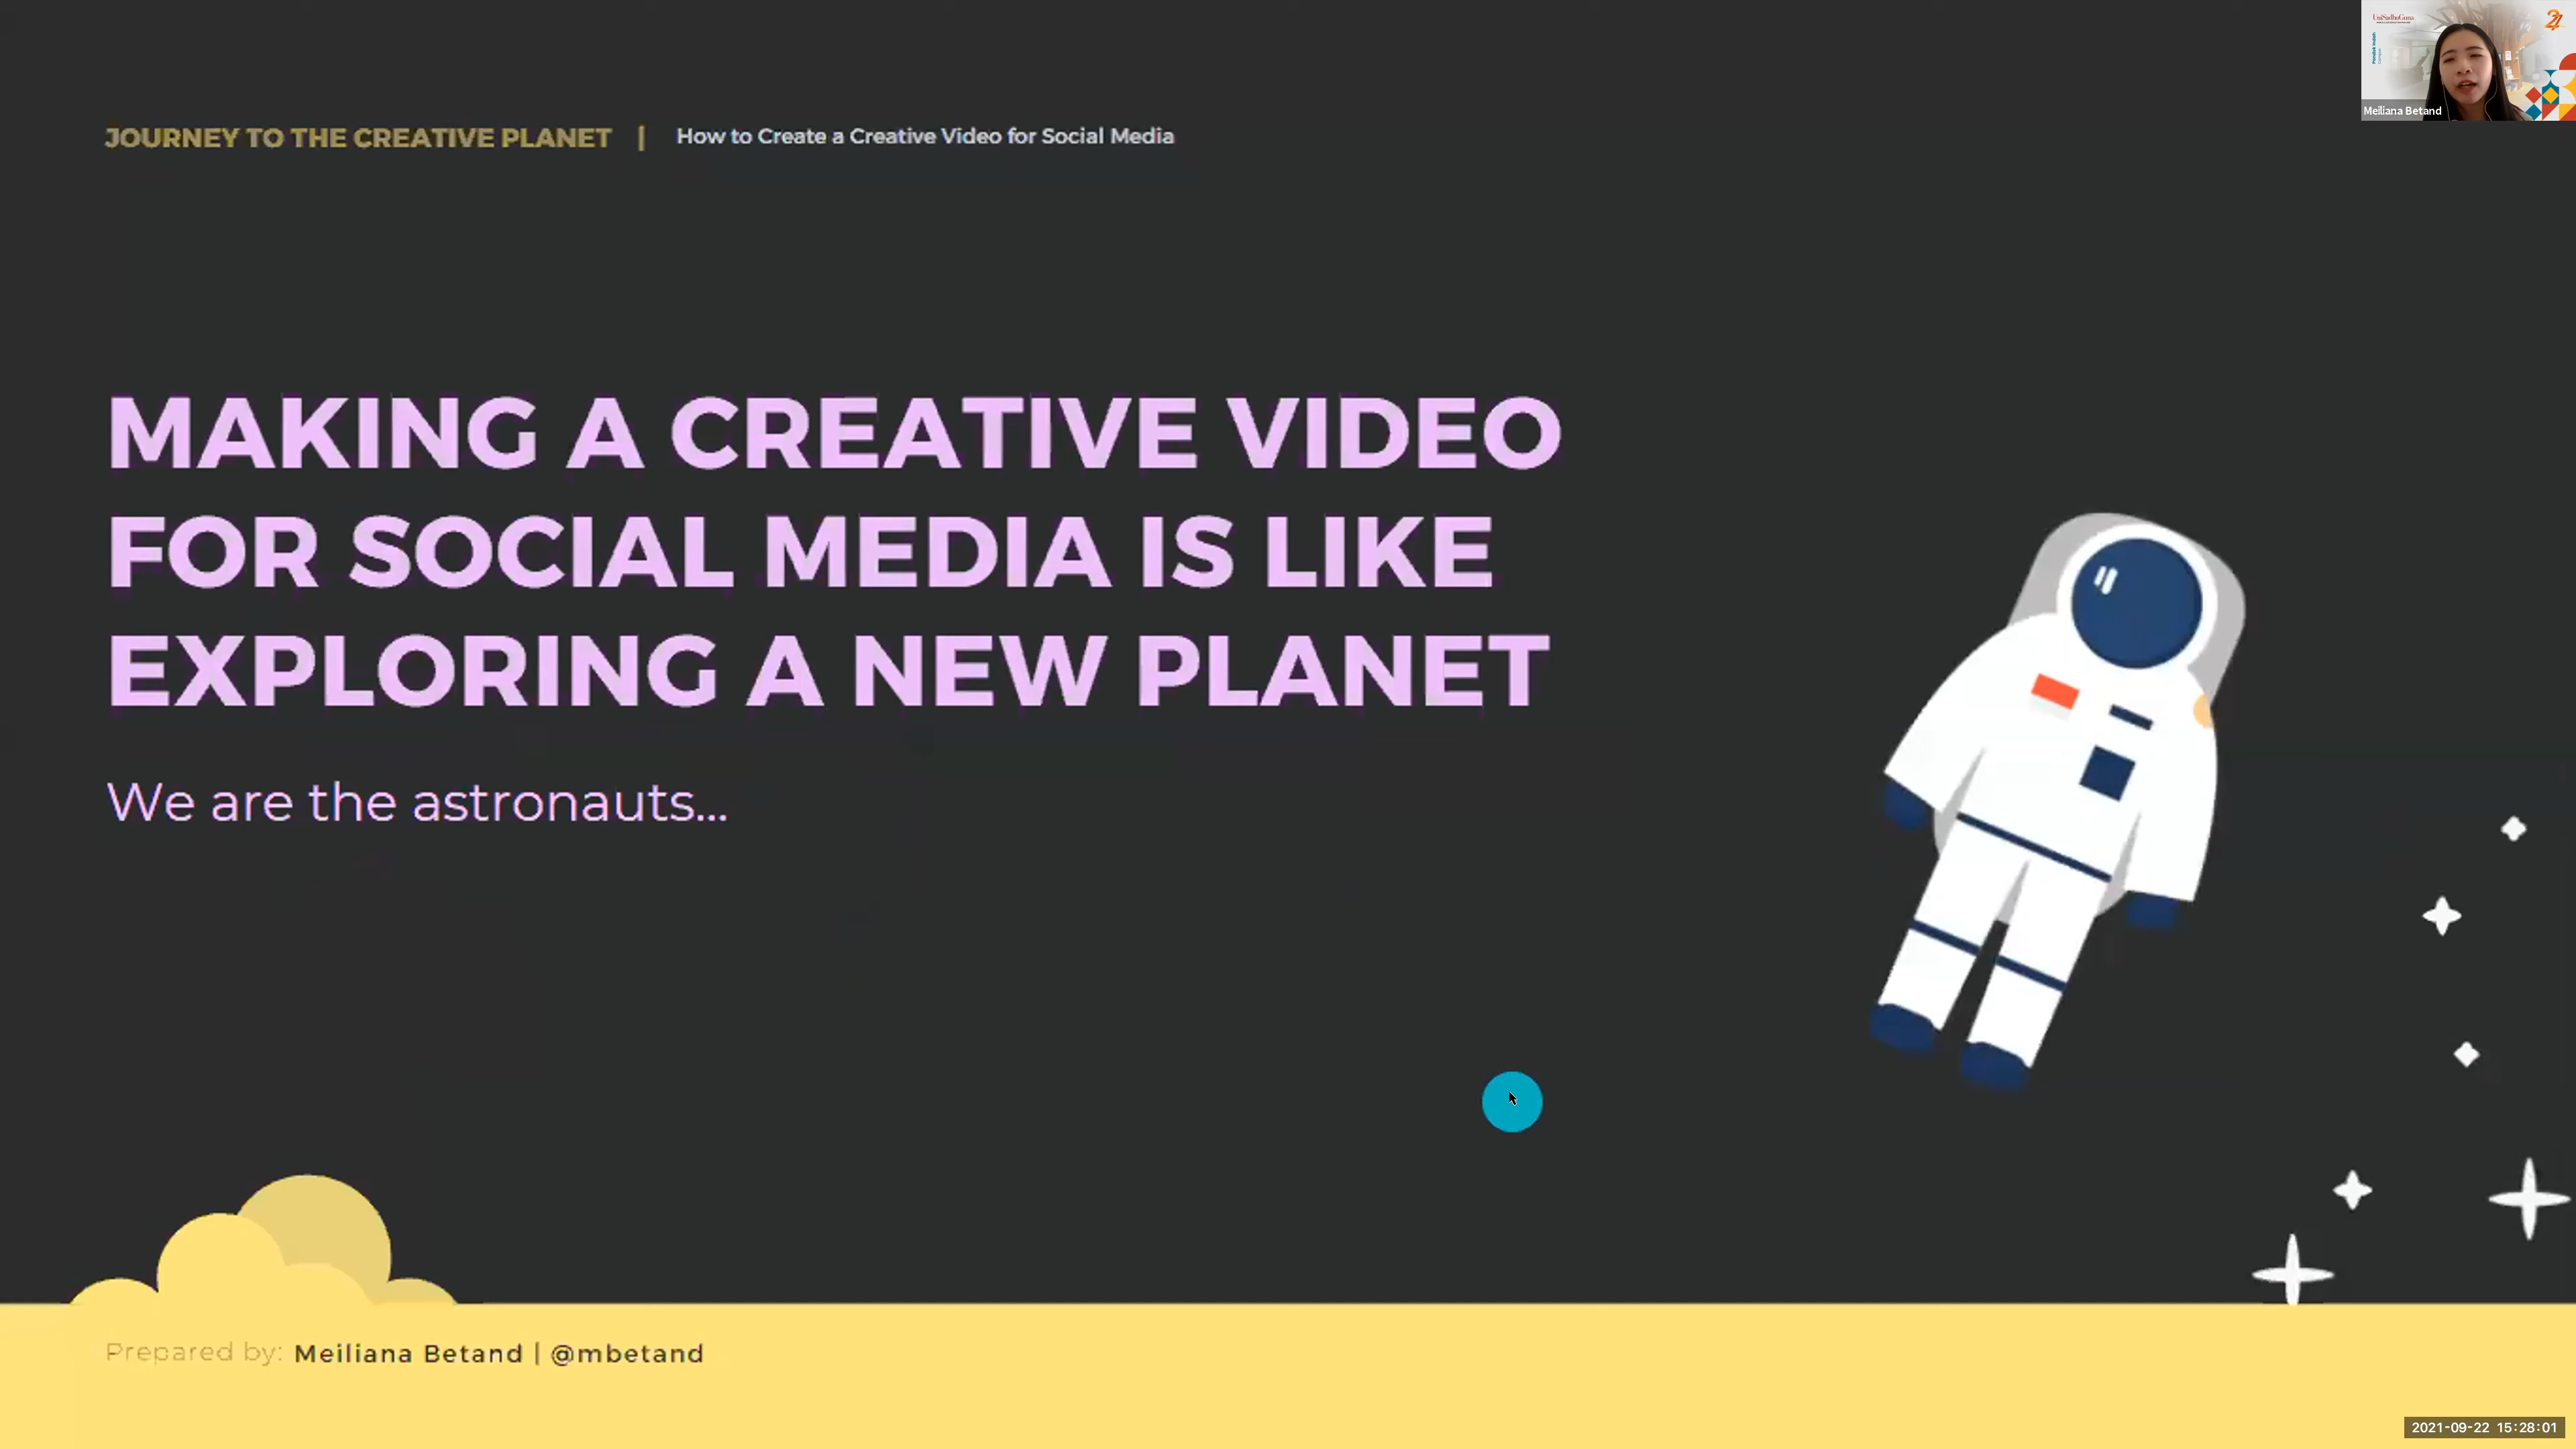 UniSadhuGuna
21
Meiliana Betand
JOURNEY TO THE CREATIVE PLANET | How to Create a Creative Video for Social Media
MAKING A CREATIVE VIDEO
FOR SOCIAL MEDIA IS LIKE
EXPLORING A NEW PLANET
We are the astronauts...
Prepared by: Meiliana Betand | @mbetand
2021-09-22 15:28:01